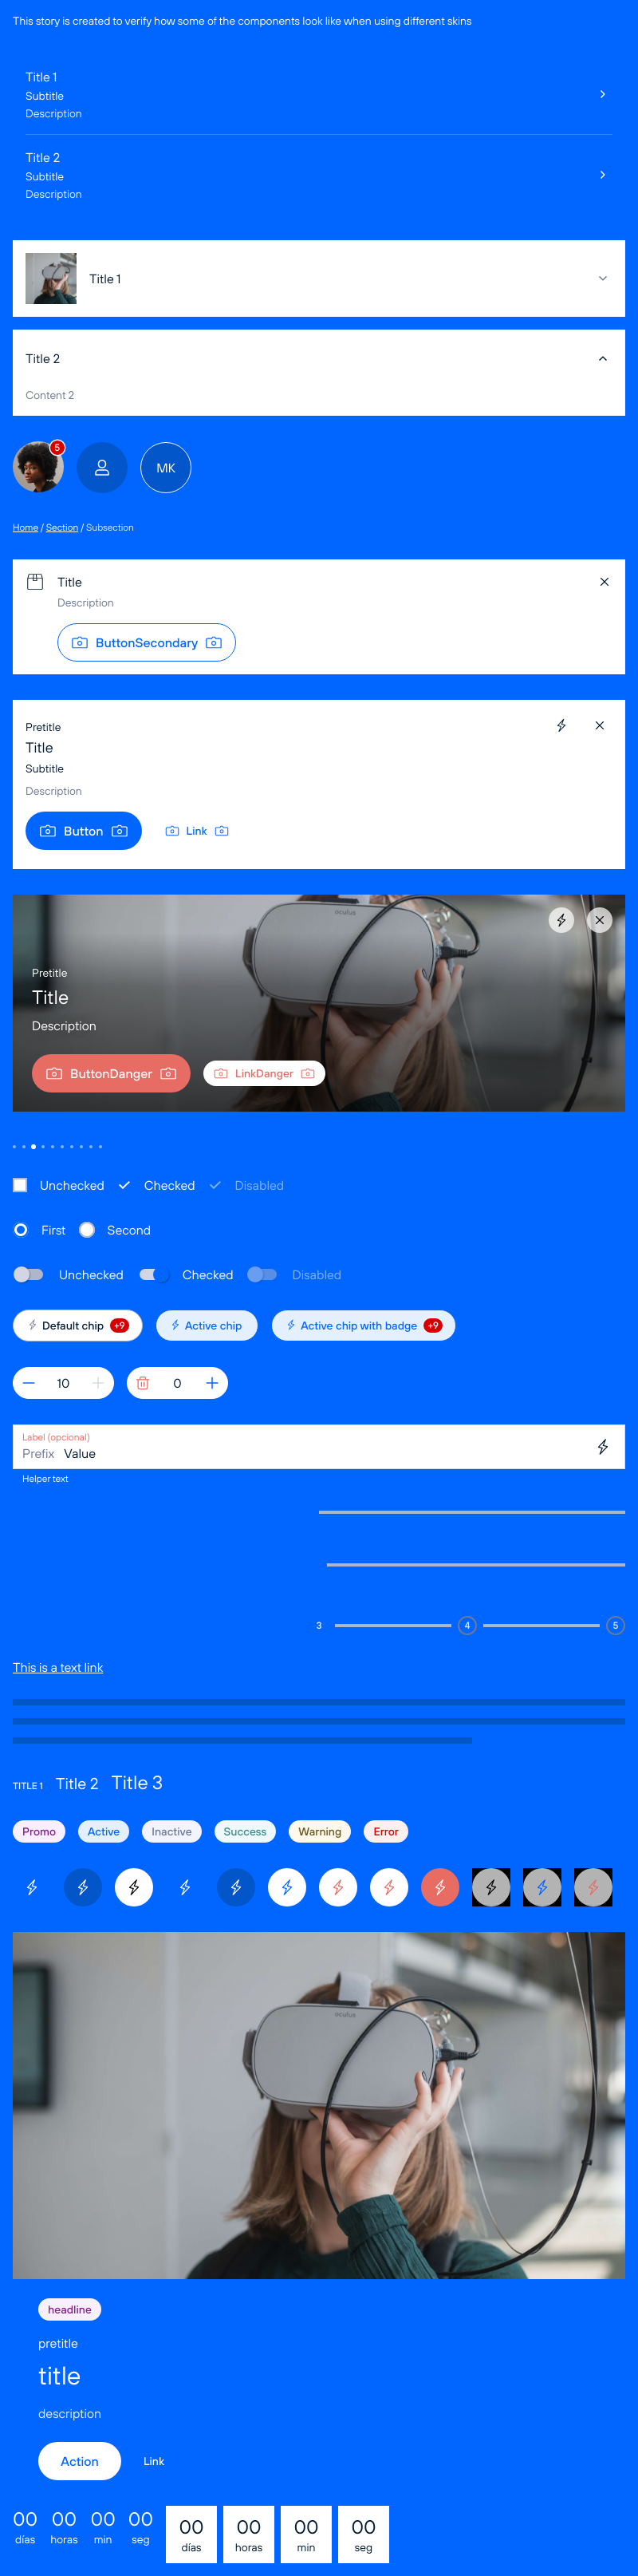 This story is created to verify how some of the components look like when using different skins
Title 1
Subtitle
Description
Title 2
Subtitle
Description
Title 1
Title 2
Content 2
5
MK
Home / Section / Subsection
Title
Description
ButtonSecondary
Pretitle
Title
Subtitle
Description
Button Link
oculus
Pretitle
Title
Description
ButtonDanger LinkDanger
Unchecked Checked Disabled
First Second
Unchecked Checked Disabled
Default chip +9 Active chip Active chip with badge +9
10 0
Label (opcional)
Prefix Value
Helper text
3 4 5
This is a text link
TITLE 1 Title 2 Title 3
Promo Active Inactive Success Warning Error
oculus
headline
pretitle
title
description
Action Link
00 00 00 00 00 00 00 00
días horas min seg días horas min seg